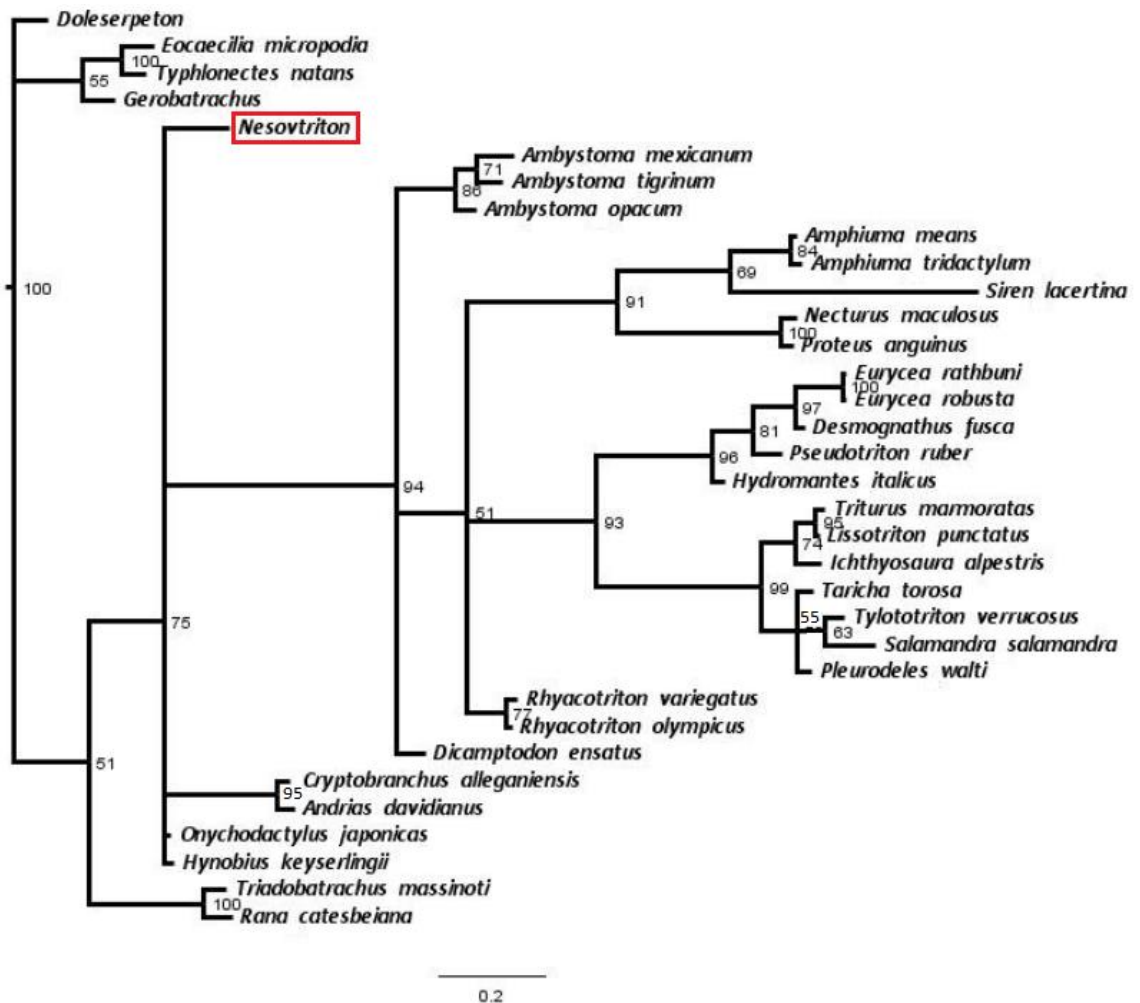 Doleserpeton
Eocaecilia micropodia
100
Typhlonectes natans
55
Gerobatrachus
Nesovtriton
Ambystoma mexicanum
71
Ambystoma tigrinum
86
Ambystoma opacum
Amphiuma means
84
Amphiuma tridactylum
69
Siren lacertina
100
91
Necturus maculosus
100
Proteus anguinus
Eurycea rathbuni
100
Eurycea robusta
97
Desmognathus fusca
81
Pseudotriton ruber
96
Hydromantes italicus
94
Triturus marmoratas
51
95
93
Lissotriton punctatus
74
Ichthyosaura alpestris
99
Taricha torosa
55
Tylototriton verrucosus
75
63
Salamandra salamandra
Pleurodeles walti
Rhyacotriton variegatus
77
Rhyacotriton olympicus
Dicamptodon ensatus
51
Cryptobranchus alleganiensis
95
Andrias davidianus
Onychodactylus japonicas
Hynobius keyserlingii
Triadobatrachus massinoti
100
Rana catesbeiana
0.2